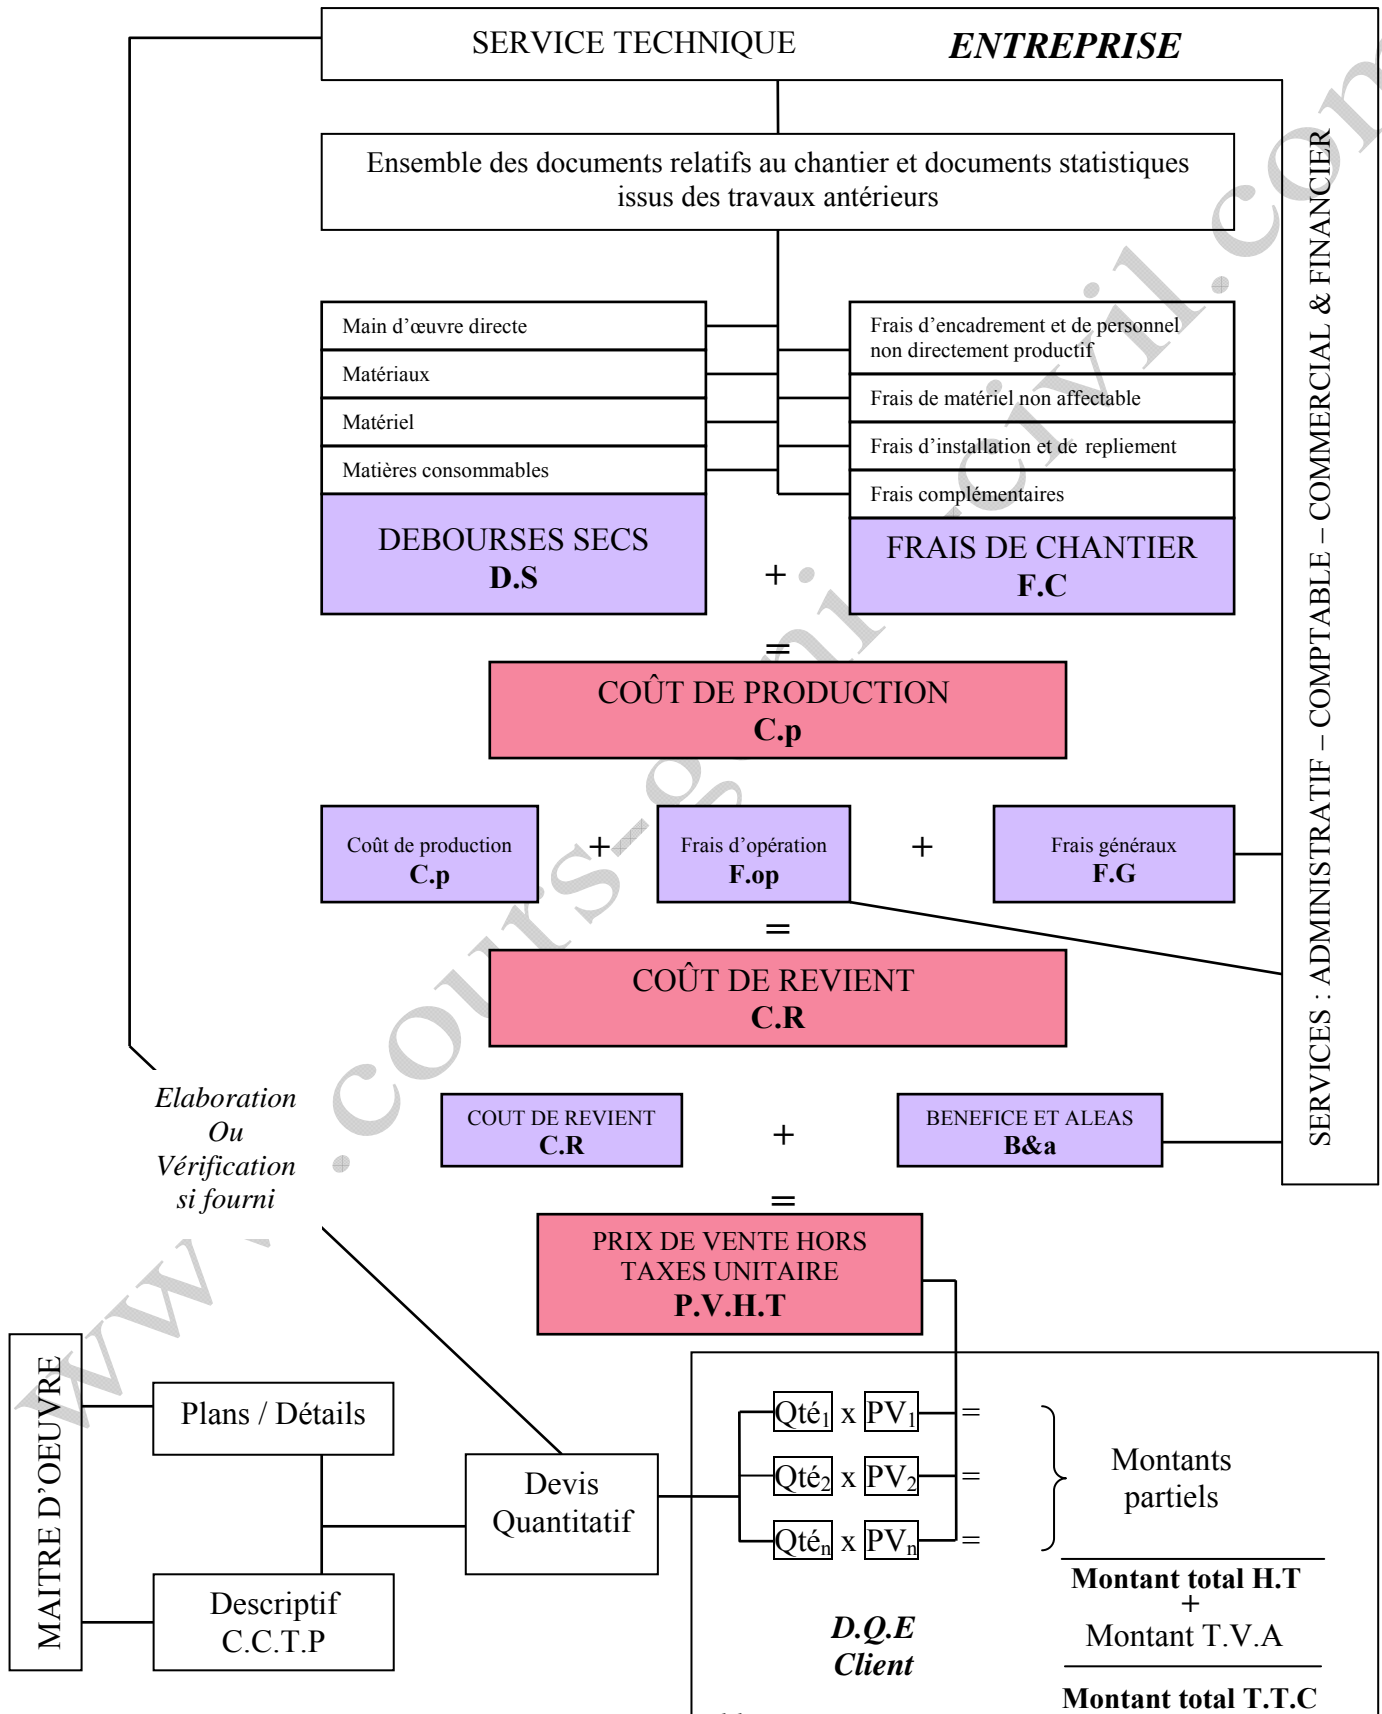 SERVICE TECHNIQUE ENTREPRISE
Ensemble des documents relatifs au chantier et documents statistiques
issus des travaux antérieurs
Main d’œuvre directe
Matériaux
Matériel
Matières consommables
DEBOURSES SECS
D.S
+
Frais d’encadrement et de personnel
non directement productif
Frais de matériel non affectable
Frais d’installation et de repliement
Frais complémentaires
FRAIS DE CHANTIER
F.C
=
COÛT DE PRODUCTION
C.p
Coût de production
C.p
+
Frais d’opération
F.op
+
Frais généraux
F.G
=
COÛT DE REVIENT
C.R
SERVICES : ADMINISTRATIF – COMPTABLE – COMMERCIAL & FINANCIER
Elaboration
Ou
Vérification
si fourni
COUT DE REVIENT
C.R
+
BENEFICE ET ALEAS
B&a
=
PRIX DE VENTE HORS
TAXES UNITAIRE
P.V.H.T
MAITRE D’OEUVRE
Plans / Détails
Descriptif
C.C.T.P
Devis
Quantitatif
Qté1 x PV1 =
Qté2 x PV2 =
Qtén x PVn =
Montants
partiels
Montant total H.T
+
Montant T.V.A
Montant total T.T.C
D.Q.E
Client
www.cours-genie-civil.com